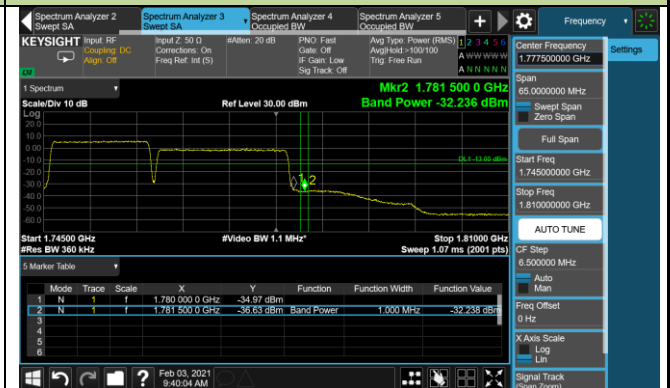 Spectrum Analyzer 2
Swept SA
Spectrum Analyzer 3
Swept SA
Spectrum Analyzer 4
Occupied BW
Spectrum Analyzer 5
Occupied BW
+
Frequency
KEYSIGHT
Input: RF
Coupling: DC
Align: Off
Input Z: 50 Ω
Corrections: On
Freq Ref: Int (S)
#Atten: 20 dB
PNO: Fast
Gate: Off
IF Gain: Low
Sig Track: Off
Avg Type: Power (RMS)
Avg|Hold:>100/100
Trig: Free Run
1 2 3 4 5 6
A W W W W W
A N N N N N
LXI
1 Spectrum
Scale/Div 10 dB
Ref Level 30.00 dBm
Mkr2 1.781 500 0 GHz
Band Power -32.236 dBm
Log
20.0
10.0
0.00
-10.0
-20.0
-30.0
-40.0
-50.0
-60.0
DL1 -13.00 dBm
1
2
Start 1.74500 GHz
#Res BW 360 kHz
#Video BW 1.1 MHz*
Stop 1.81000 GHz
Sweep 1.07 ms (2001 pts)
5 Marker Table
Mode Trace Scale X Y Function Function Width Function Value
1 N 1 f 1.780 000 0 GHz -34.97 dBm
2 N 1 f 1.781 500 0 GHz -36.63 dBm Band Power 1.000 MHz -32.238 dBm
3
4
5
6
Feb 03, 2021
9:40:04 AM
?
Settings
Center Frequency
1.777500000 GHz
Span
65.0000000 MHz
Swept Span
Zero Span
Full Span
Start Freq
1.745000000 GHz
Stop Freq
1.810000000 GHz
AUTO TUNE
CF Step
6.500000 MHz
Auto
Man
Freq Offset
0 Hz
X Axis Scale
Log
Lin
Signal Track
(Span Zoom)